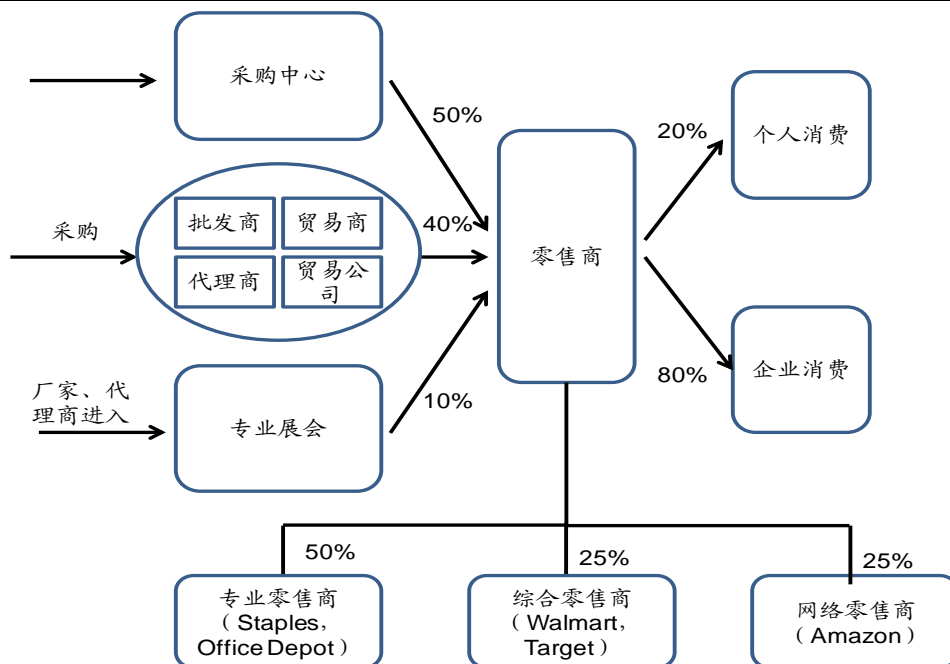 采购中心
50%
20%
个人消费
采购
批发商
贸易商
代理商
贸易公
司
40%
零售商
厂家、代
理商进入
专业展会
10%
80%
企业消费
50%
25%
25%
专业零售商
（Staples,
Office Depot）
综合零售商
（Walmart,
Target）
网络零售商
（Amazon）